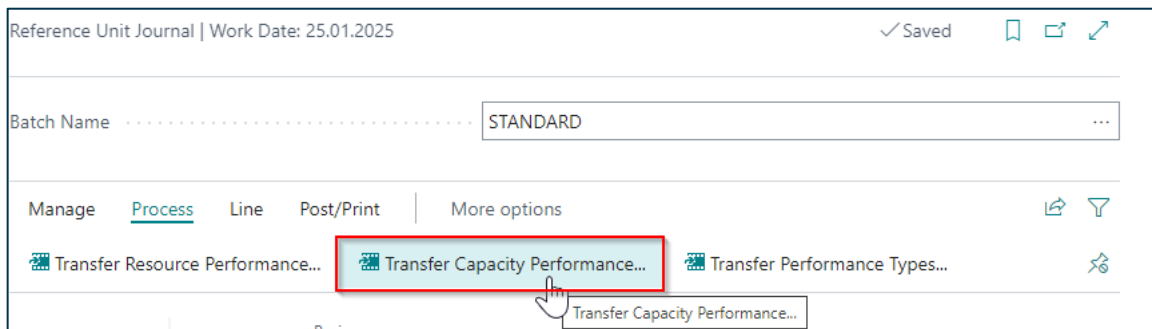 Reference Unit Journal | Work Date: 25.01.2025 Saved
Batch Name STANDARD ...
Manage Process Line Post/Print More options
Transfer Resource Performance... Transfer Capacity Performance... Transfer Performance Types...
Transfer Capacity Performance...